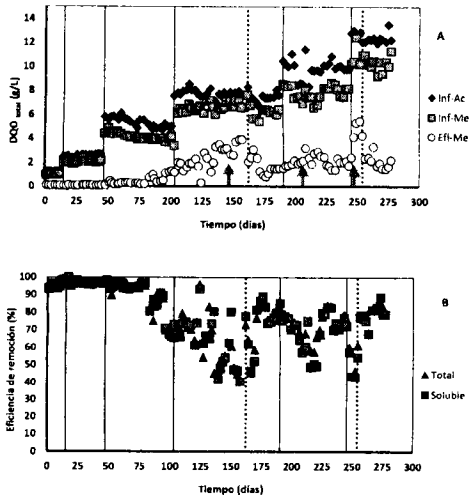 14
12
10
8
6
4
2
0
DQO total (g/L)
A
◆ Inf-Ac
Inf-Me
○ Efl-Me
0 25 50 75 100 125 150 175 200 225 250 275 300
Tiempo (días)
100
90
80
70
60
50
40
30
20
10
0
Eficiencia de remoción (%)
B
▲ Total
■ Soluble
0 25 50 75 100 125 150 175 200 225 250 275 300
Tiempo (días)